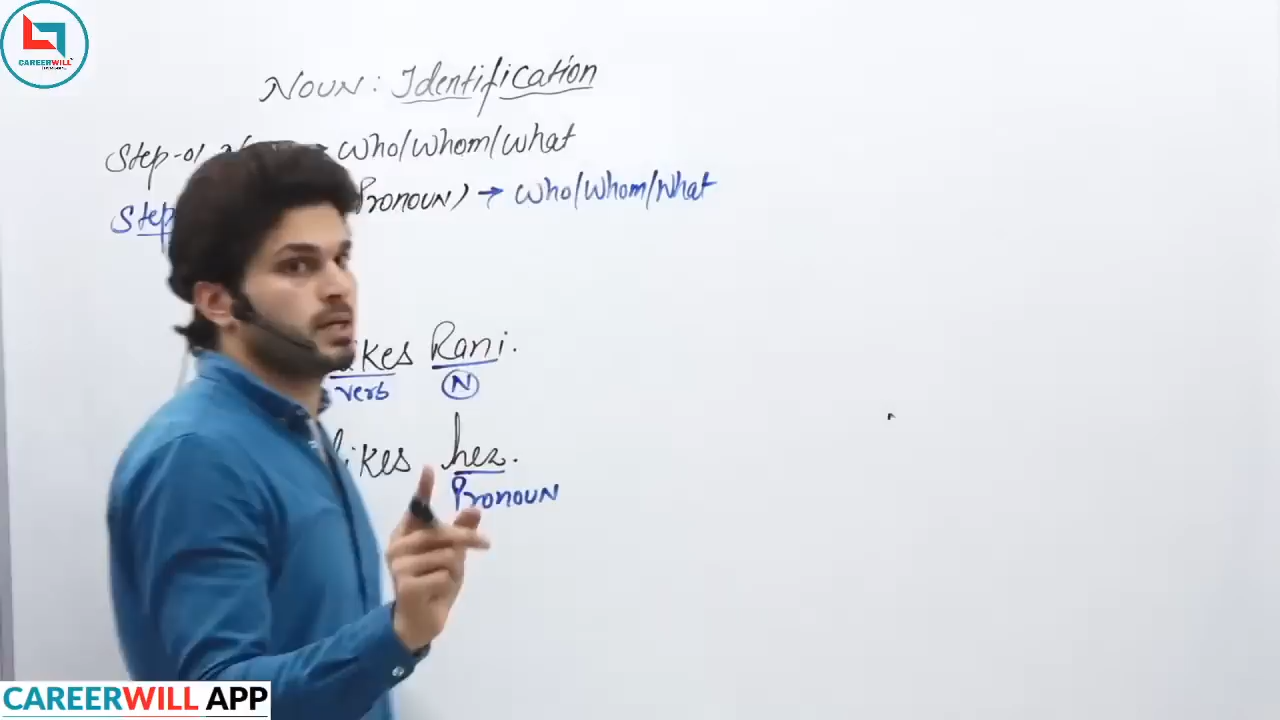 CAREERWILL
NOUN: Identification
Step-01 → Who/Whom/What
Step Pronoun) → Who/Whom/What
Rani.
verb N
likes her.
Pronoun
CAREERWILL APP